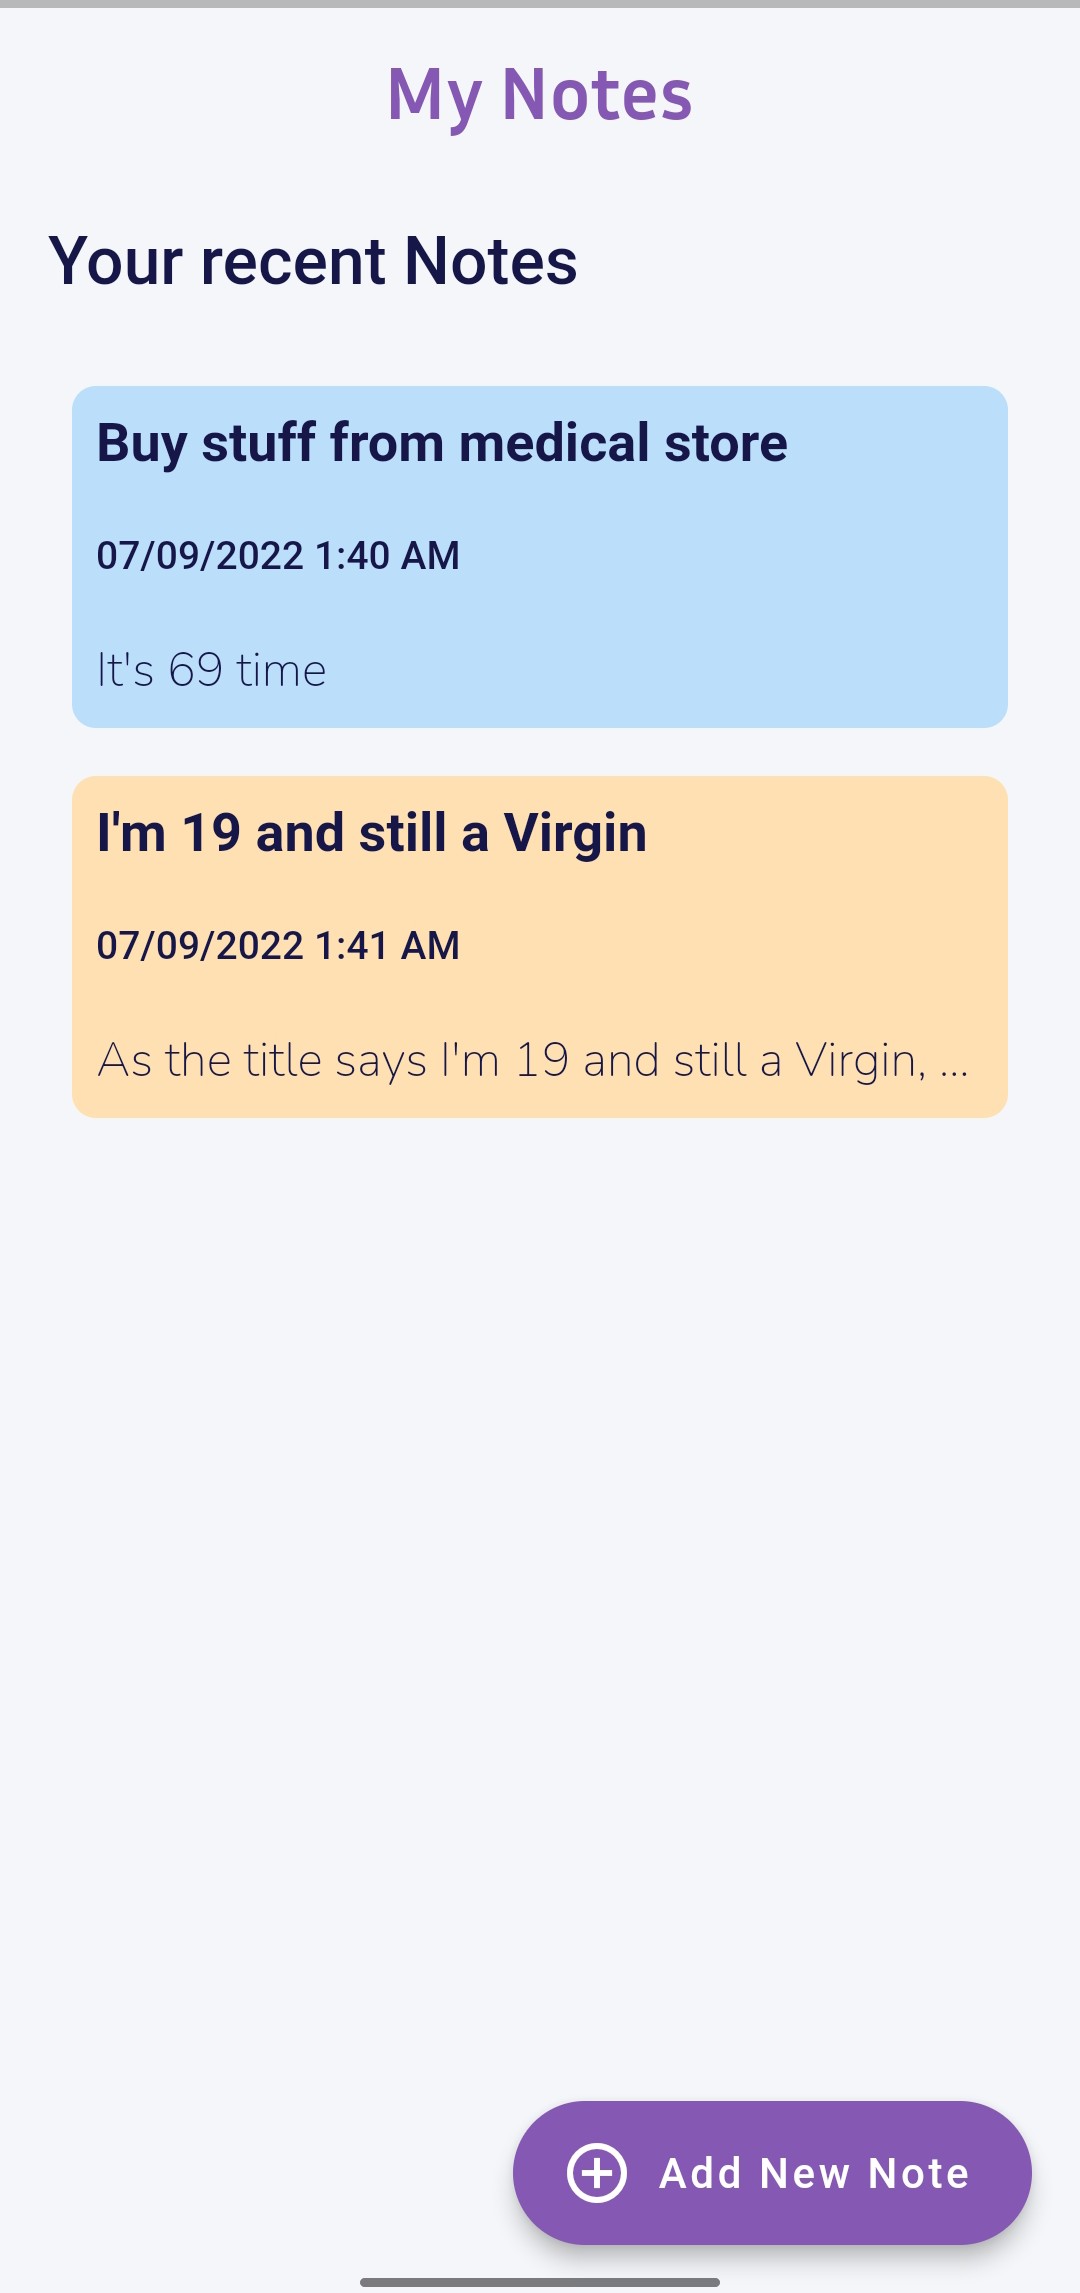 My Notes
Your recent Notes
Buy stuff from medical store
07/09/2022 1:40 AM
It's 69 time
I'm 19 and still a Virgin
07/09/2022 1:41 AM
As the title says I'm 19 and still a Virgin, ...
Add New Note